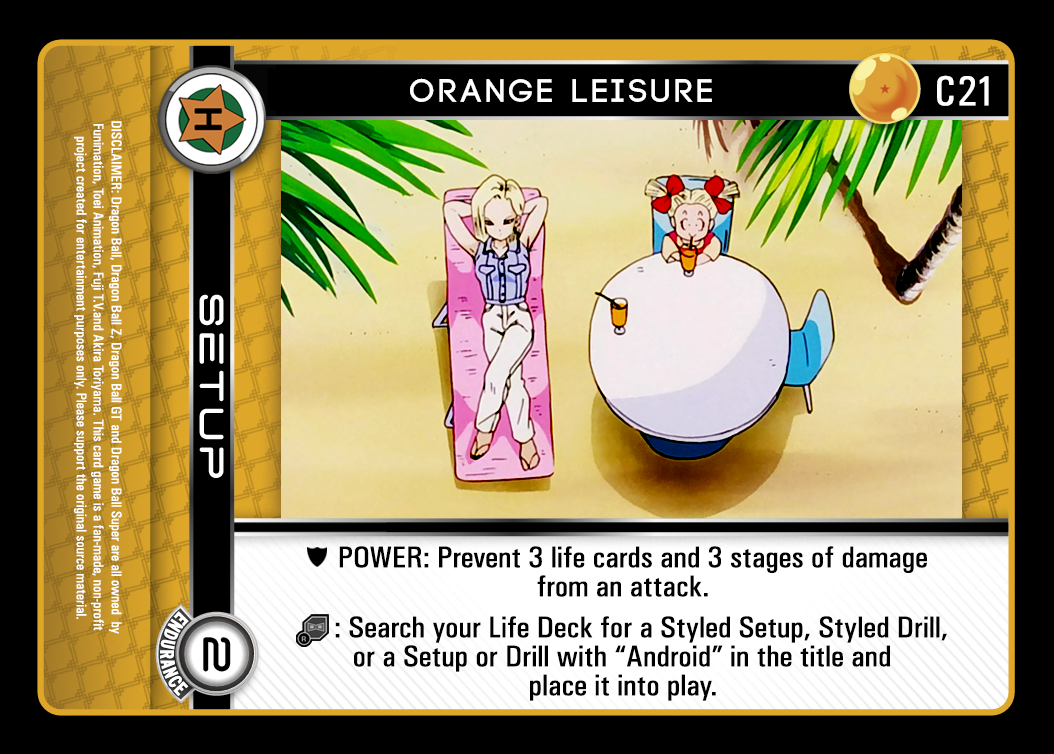 ORANGE LEISURE
C21
H
SETUP
DISCLAIMER: Dragon Ball, Dragon Ball Z, Dragon Ball GT and Dragon Ball Super are all owned by
Funimation, Toei Animation, Fuji T.V.and Akira Toriyama. This card game is a fan-made, non-profit
project created for entertainment purposes only. Please support the original source material.
POWER: Prevent 3 life cards and 3 stages of damage
from an attack.
R : Search your Life Deck for a Styled Setup, Styled Drill,
or a Setup or Drill with “Android” in the title and
place it into play.
ENDURANCE
2